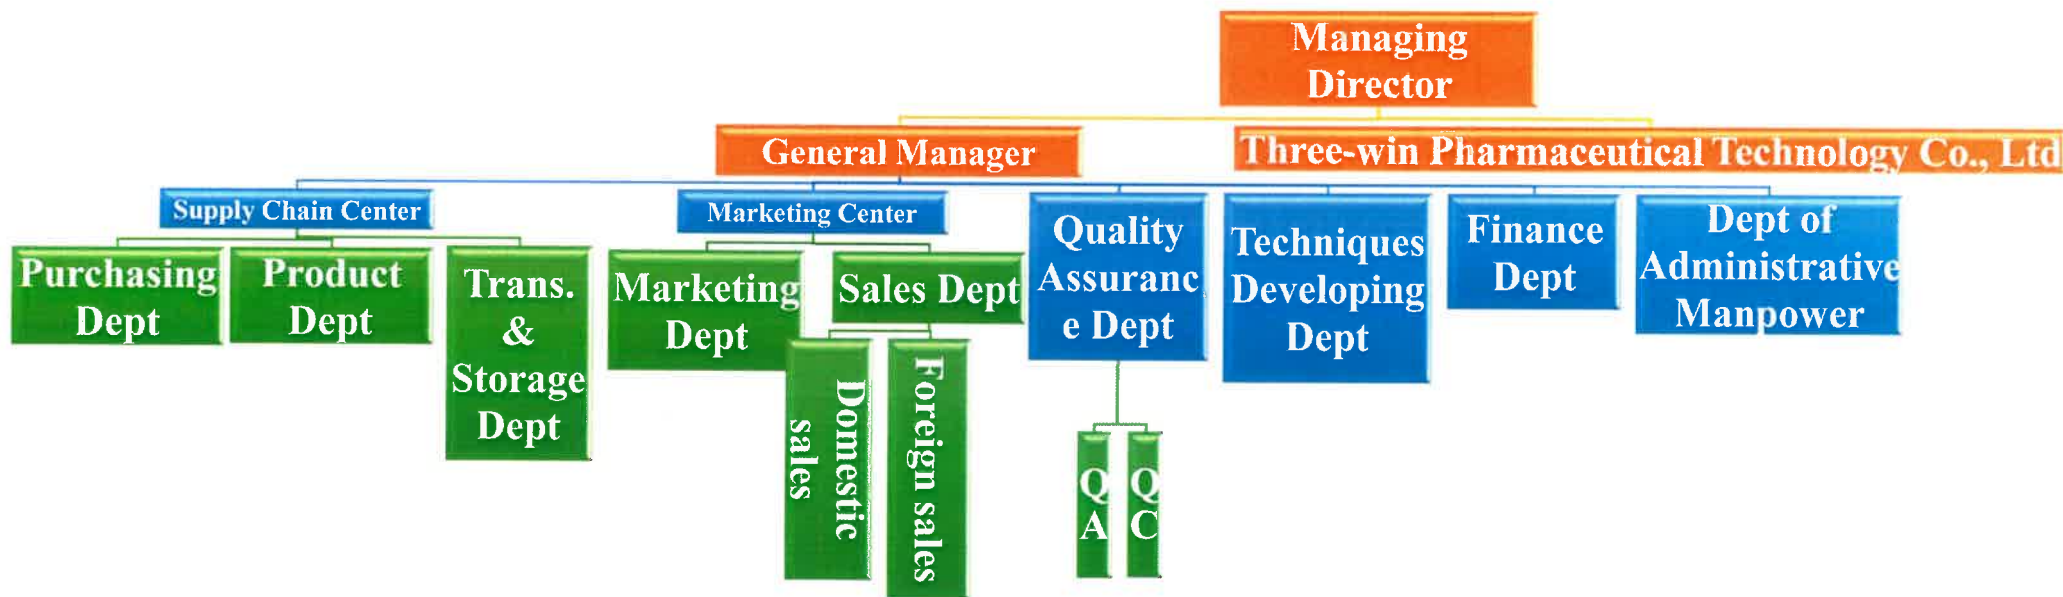 Managing
Director
General Manager
Three-win Pharmaceutical Technology Co., Ltd
Supply Chain Center
Marketing Center
Quality
Assuranc
e Dept
Techniques
Developing
Dept
Finance
Dept
Dept of
Administrative
Manpower
Purchasing
Dept
Product
Dept
Trans.
&
Storage
Dept
Marketing
Dept
Sales Dept
Domestic
sales
Foreign sales
Q
A
Q
C